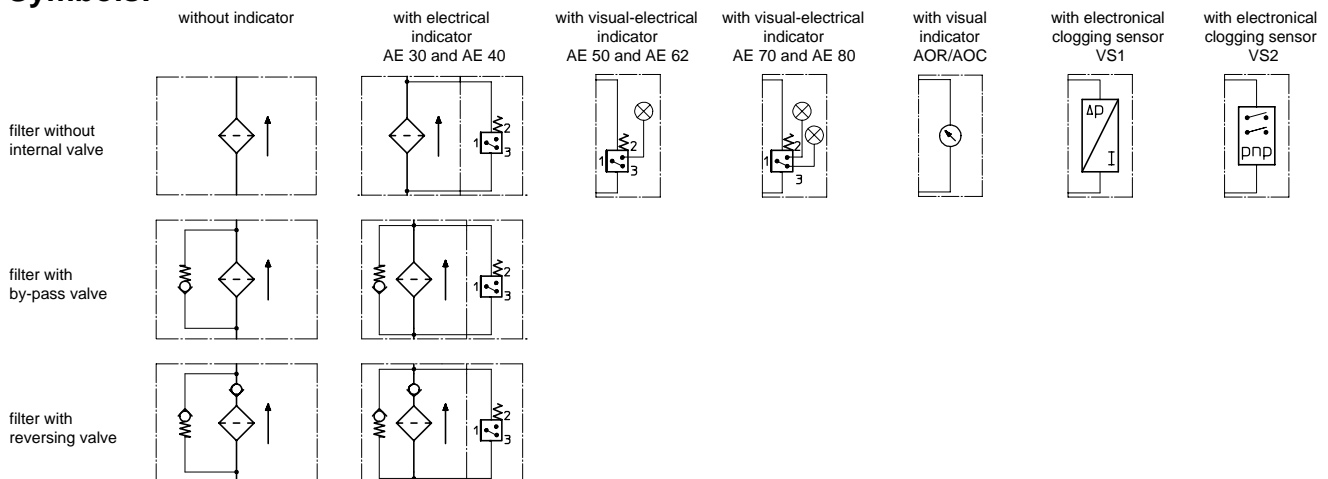 without indicator
with electrical
indicator
AE 30 and AE 40
with visual-electrical
indicator
AE 50 and AE 62
with visual-electrical
indicator
AE 70 and AE 80
with visual
indicator
AOR/AOC
with electronical
clogging sensor
VS1
with electronical
clogging sensor
VS2
filter without
internal valve
1 2 3
1 2 3
1 2 3
Δp
I
pnp
filter with
by-pass valve
1 2 3
filter with
reversing valve
1 2 3